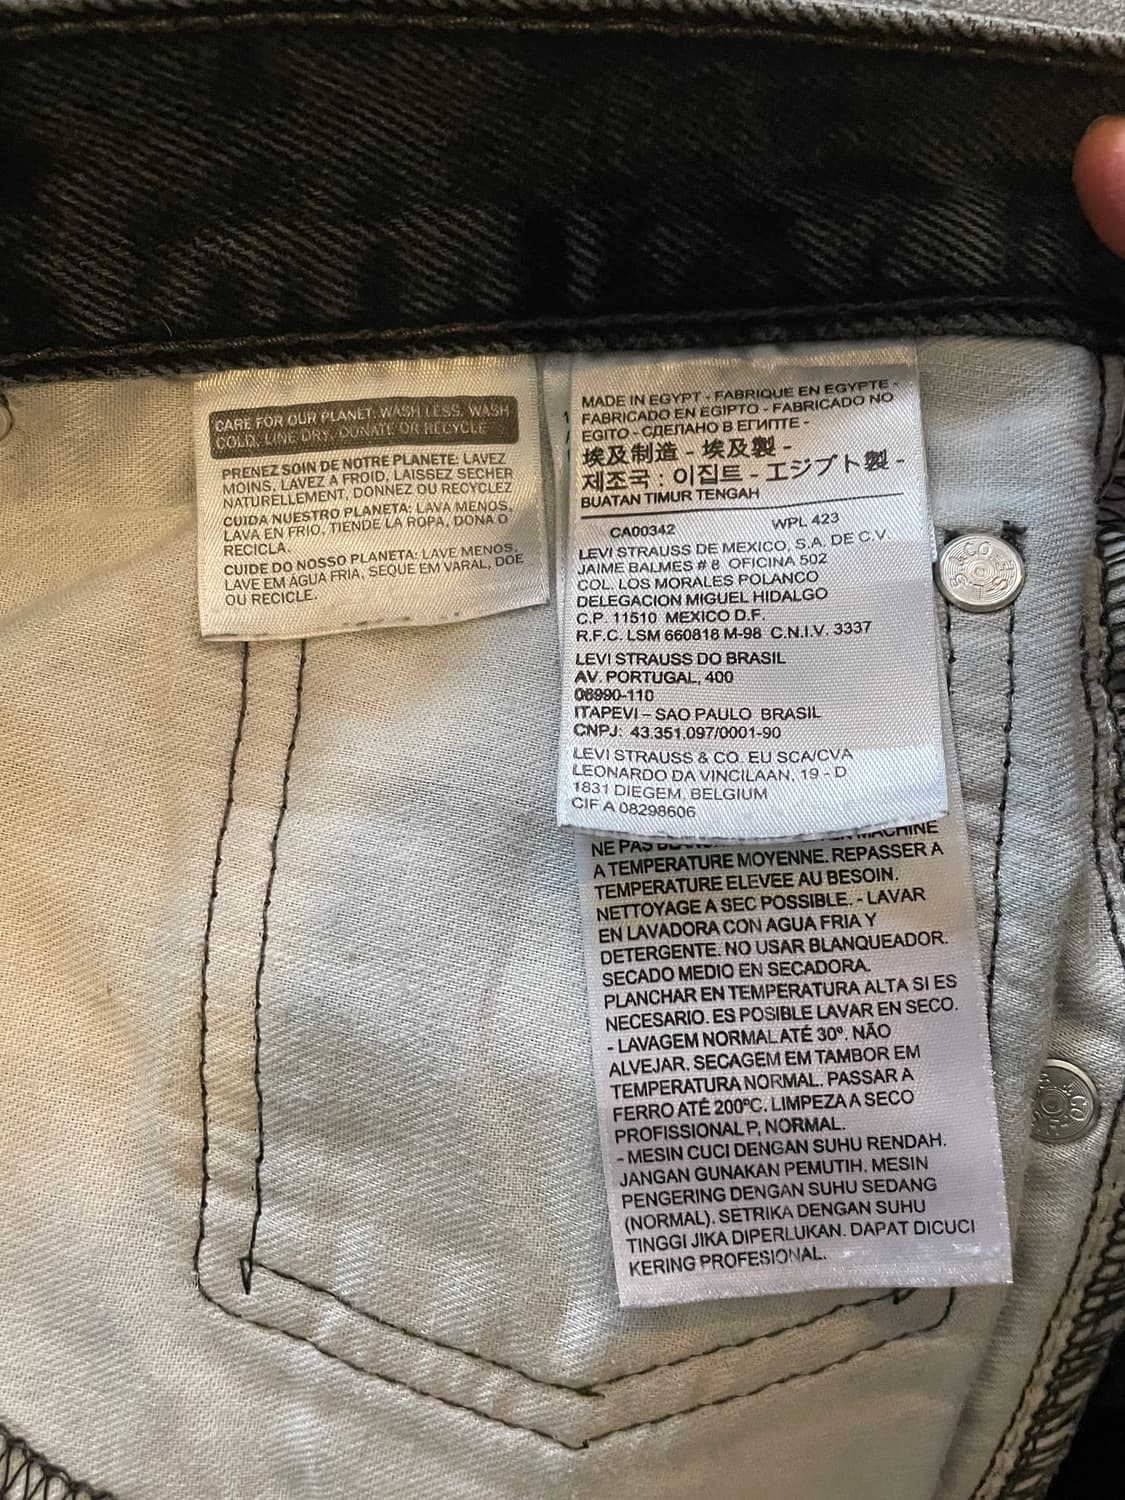 CARE FOR OUR PLANET: WASH LESS, WASH
COLD, LINE DRY, DONATE OR RECYCLE
PRENEZ SOIN DE NOTRE PLANETE: LAVEZ
MOINS, LAVEZ A FROID, LAISSEZ SECHER
NATURELLEMENT, DONNEZ OU RECYCLEZ
CUIDA NUESTRO PLANETA: LAVA MENOS,
LAVA EN FRIO, TIENDE LA ROPA, DONA O
RECICLA.
CUIDE DO NOSSO PLANETA: LAVE MENOS,
LAVE EM ÁGUA FRIA, SEQUE EM VARAL, DOE
OU RECICLE.
MADE IN EGYPT - FABRIQUE EN EGYPTE -
FABRICADO EN EGIPTO - FABRICADO NO
EGITO - СДЕЛАНО В ЕГИПТЕ -
埃及制造 - 埃及製 -
제조국 : 이집트 - エジプト製 -
BUATAN TIMUR TENGAH
CA00342 WPL 423
LEVI STRAUSS DE MEXICO, S.A. DE C.V.
JAIME BALMES # 8 OFICINA 502
COL. LOS MORALES POLANCO
DELEGACION MIGUEL HIDALGO
C.P. 11510 MEXICO D.F.
R.F.C. LSM 660818 M-98 C.N.I.V. 3337
LEVI STRAUSS DO BRASIL
AV. PORTUGAL, 400
06990-110
ITAPEVI – SAO PAULO BRASIL
CNPJ: 43.351.097/0001-90
LEVI STRAUSS & CO. EU SCA/CVA
LEONARDO DA VINCILAAN, 19 - D
1831 DIEGEM, BELGIUM
CIF A 08298606
NE PAS MACHINE
A TEMPERATURE MOYENNE. REPASSER A
TEMPERATURE ELEVEE AU BESOIN.
NETTOYAGE A SEC POSSIBLE. - LAVAR
EN LAVADORA CON AGUA FRIA Y
DETERGENTE. NO USAR BLANQUEADOR.
SECADO MEDIO EN SECADORA.
PLANCHAR EN TEMPERATURA ALTA SI ES
NECESARIO. ES POSIBLE LAVAR EN SECO.
- LAVAGEM NORMAL ATÉ 30º. NÃO
ALVEJAR. SECAGEM EM TAMBOR EM
TEMPERATURA NORMAL. PASSAR A
FERRO ATÉ 200ºC. LIMPEZA A SECO
PROFISSIONAL P, NORMAL.
- MESIN CUCI DENGAN SUHU RENDAH.
JANGAN GUNAKAN PEMUTIH. MESIN
PENGERING DENGAN SUHU SEDANG
(NORMAL). SETRIKA DENGAN SUHU
TINGGI JIKA DIPERLUKAN. DAPAT DICUCI
KERING PROFESIONAL.